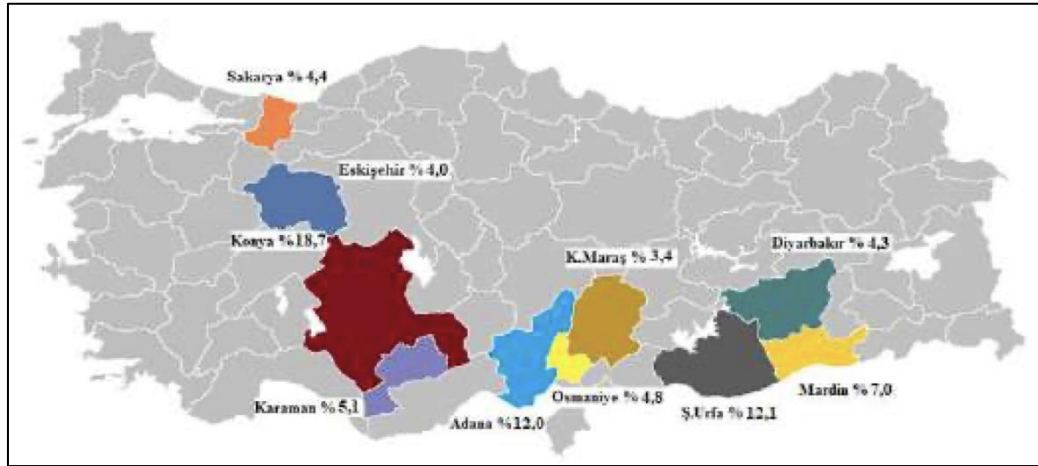 Sakarya % 4,4
Eskişehir % 4,0
Konya %18,7
K.Maraş % 3,4
Diyarbakır % 4,3
Karaman % 5,1
Adana %12,0
Osmaniye % 4,8
Ş.Urfa % 12,1
Mardin % 7,0